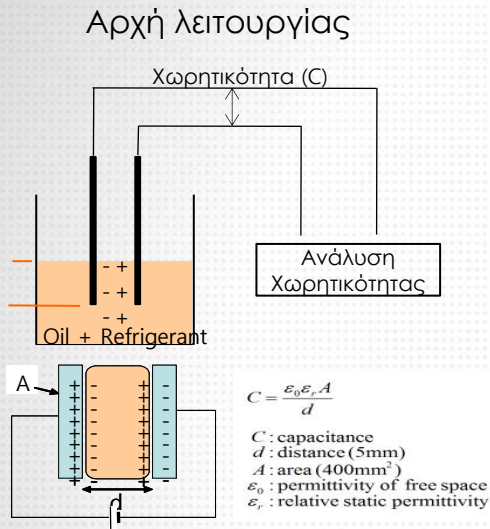 Αρχή λειτουργίας
Χωρητικότητα (C)
Ανάλυση
Χωρητικότητας
- +
- +
- +
Oil + Refrigerant
A
d
C = ε₀εᵣA / d
C : capacitance
d : distance (5mm)
A : area (400mm²)
ε₀ : permittivity of free space
εᵣ : relative static permittivity